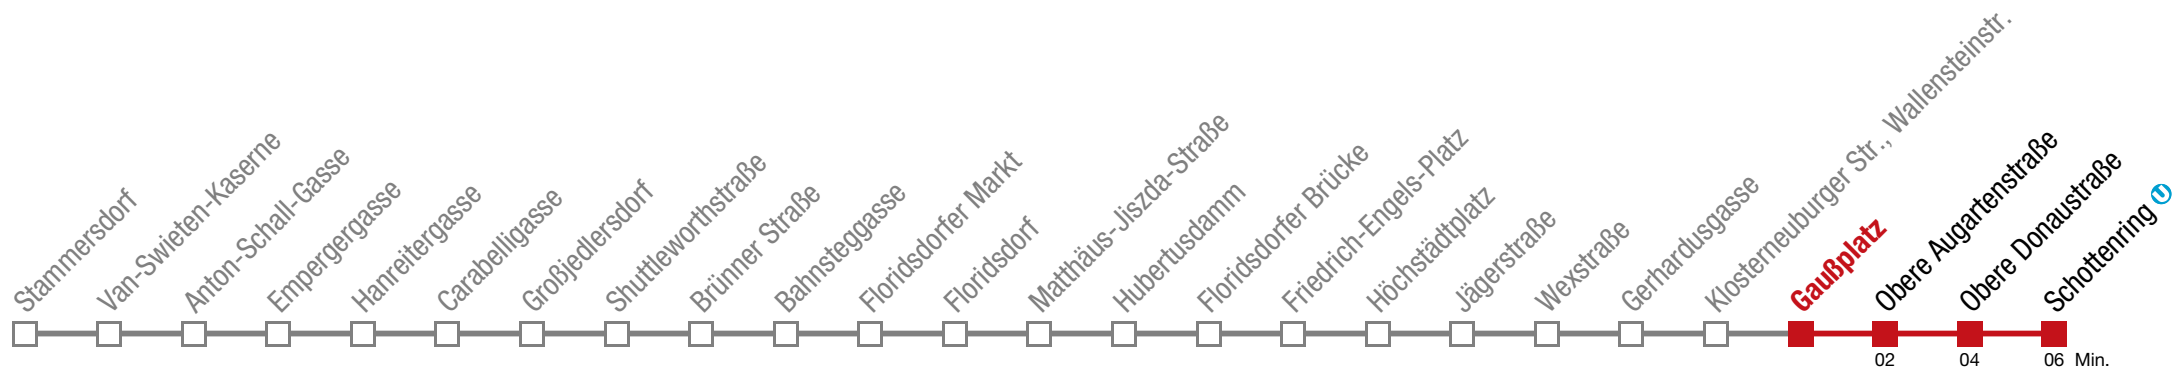 Stammersdorf
Van-Swieten-Kaserne
Anton-Schall-Gasse
Empergergasse
Hanreitergasse
Carabelligasse
Großjedlersdorf
Shuttleworthstraße
Brünner Straße
Bahnsteggasse
Floridsdorfer Markt
Floridsdorf
Matthäus-Jiszda-Straße
Hubertusdamm
Floridsdorfer Brücke
Friedrich-Engels-Platz
Höchstädtplatz
Jägerstraße
Wexstraße
Gerhardusgasse
Klosterneuburger Str., Wallensteinstr.
Gaußplatz
Obere Augartenstraße
Obere Donaustraße
Schottenring U
02 04 06 Min.